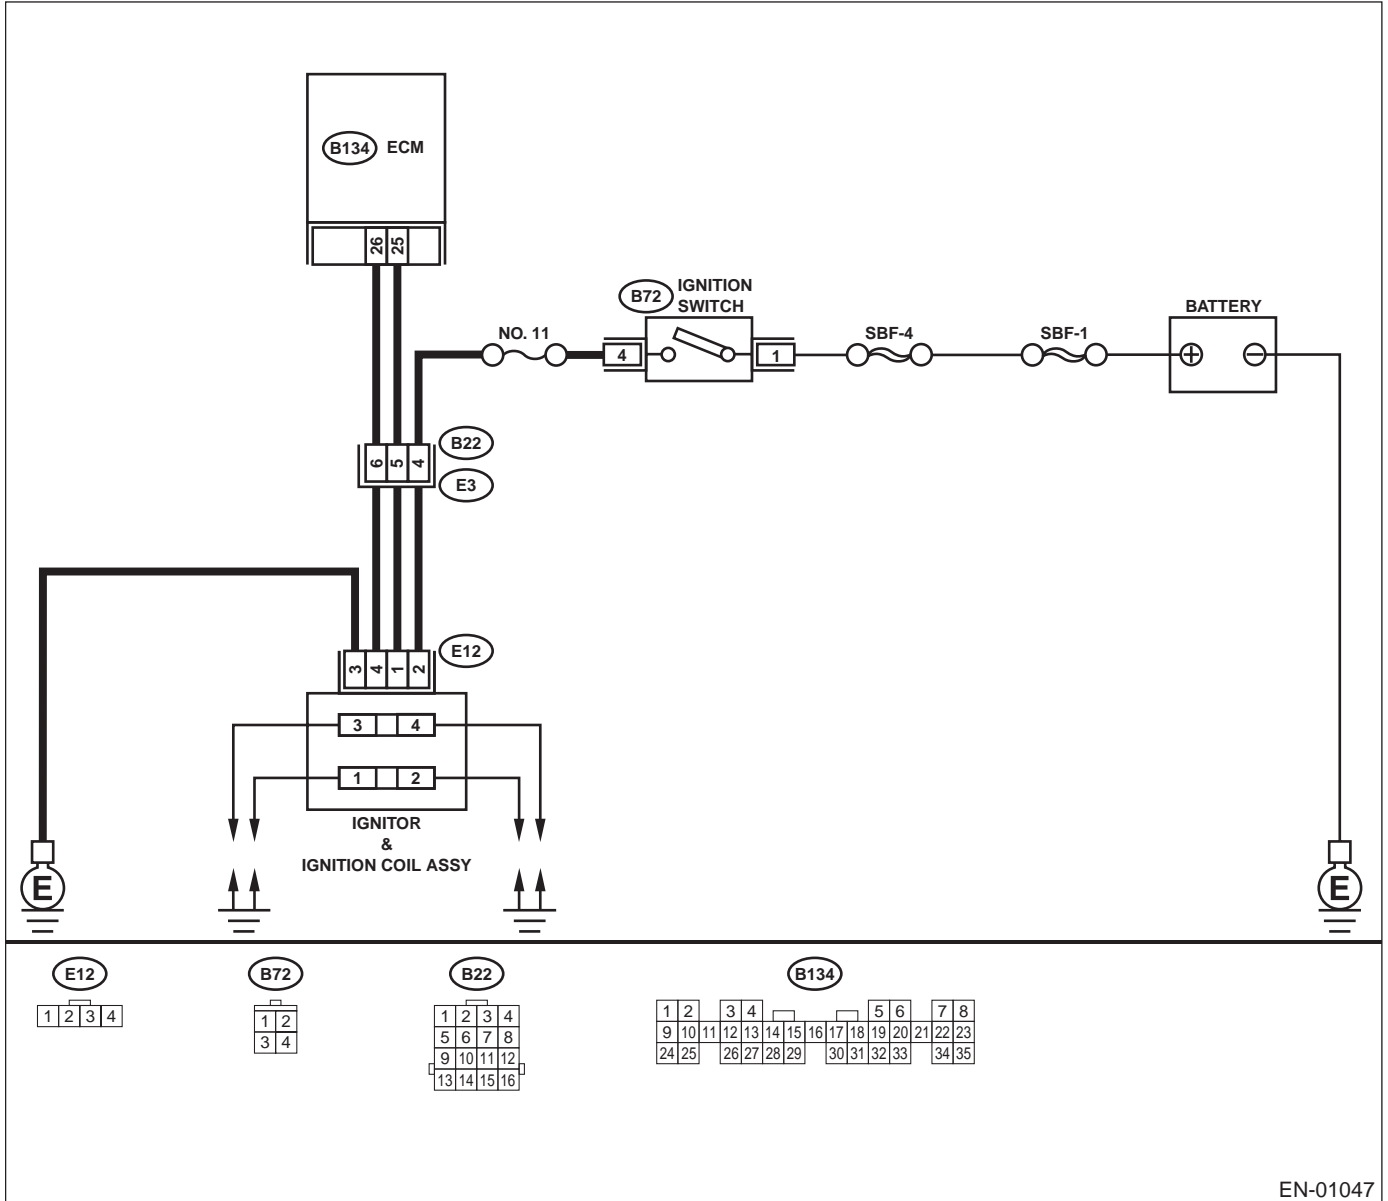 B134 ECM
26 25
B72 IGNITION
SWITCH
BATTERY
NO. 11
4
1
SBF-4
SBF-1
+ −
B22
6 5 4
E3
E12
3 4 1 2
3 4
1 2
IGNITOR
&
IGNITION COIL ASSY
E
E
E12
1 2 3 4
B72
1 2
3 4
B22
1 2 3 4
5 6 7 8
9 10 11 12
13 14 15 16
B134
1 2 3 4 5 6 7 8
9 10 11 12 13 14 15 16 17 18 19 20 21 22 23
24 25 26 27 28 29 30 31 32 33 34 35
EN-01047